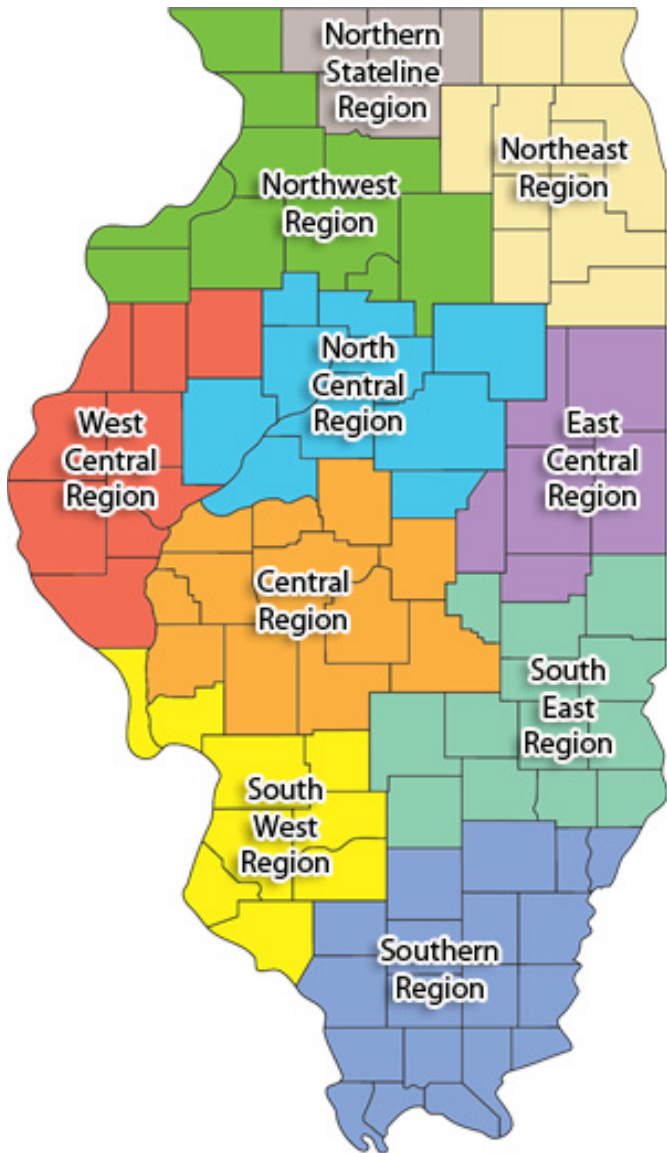 Northern
Stateline
Region
Northeast
Region
Northwest
Region
North
Central
Region
West
Central
Region
East
Central
Region
Central
Region
South
East
Region
South
West
Region
Southern
Region